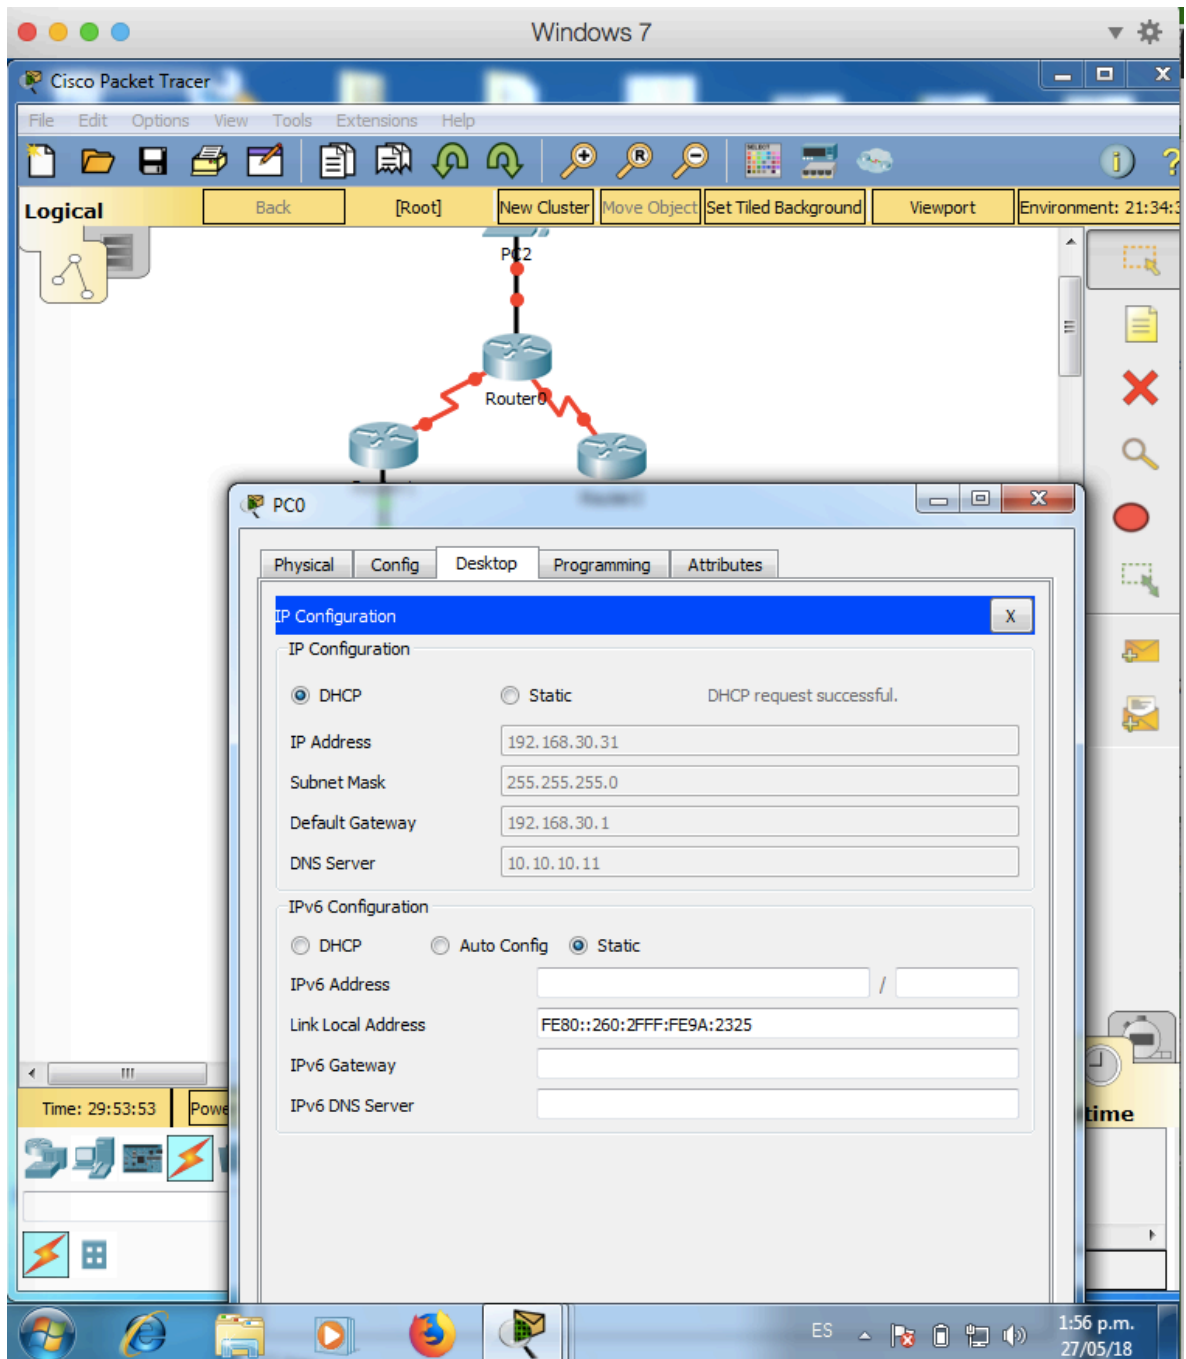 Windows 7
Cisco Packet Tracer
File Edit Options View Tools Extensions Help
Logical Back [Root] New Cluster Move Object Set Tiled Background Viewport Environment: 21:34:
PC2
Router0
PC0
Physical Config Desktop Programming Attributes
IP Configuration X
IP Configuration
DHCP Static DHCP request successful.
IP Address 192.168.30.31
Subnet Mask 255.255.255.0
Default Gateway 192.168.30.1
DNS Server 10.10.10.11
IPv6 Configuration
DHCP Auto Config Static
IPv6 Address /
Link Local Address FE80::260:2FFF:FE9A:2325
IPv6 Gateway
IPv6 DNS Server
Time: 29:53:53 Powe time
ES 1:56 p.m.
27/05/18